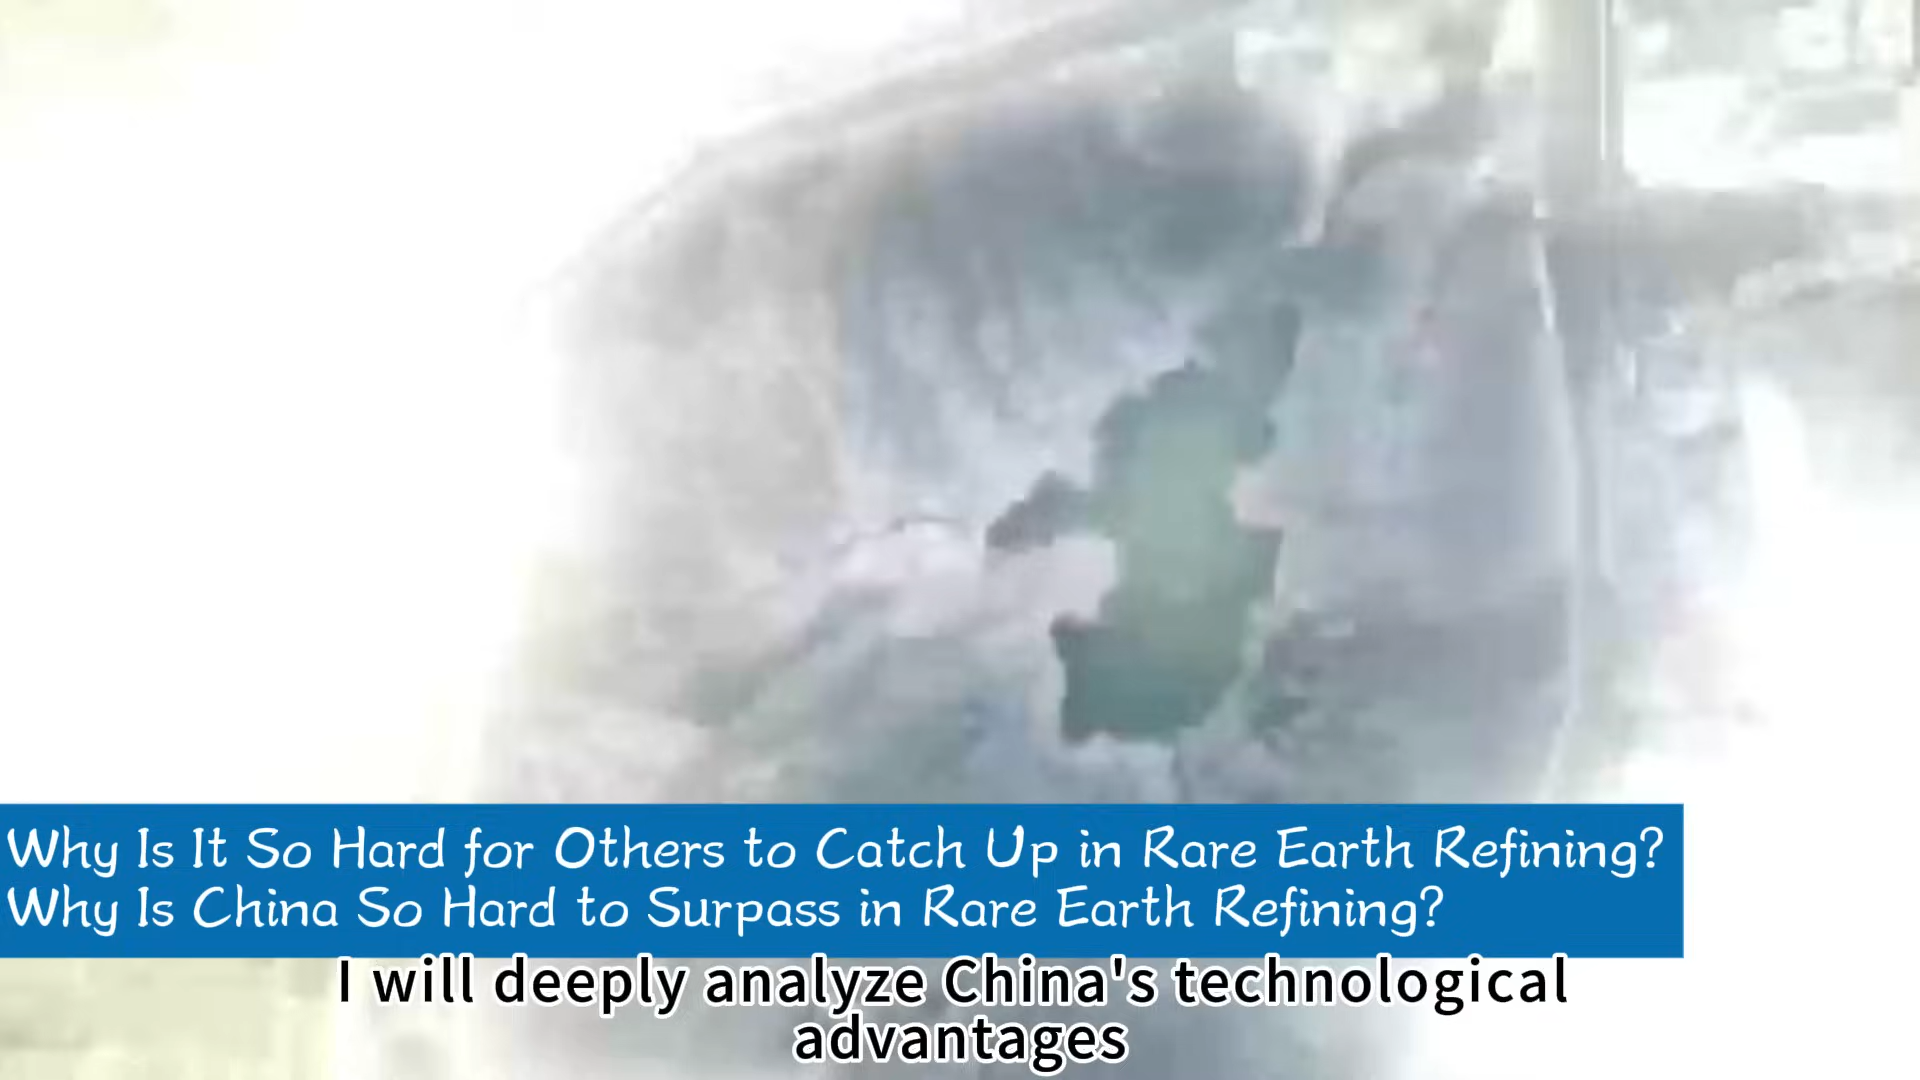 Why Is It So Hard for Others to Catch Up in Rare Earth Refining?
Why Is China So Hard to Surpass in Rare Earth Refining?
I will deeply analyze China's technological
advantages